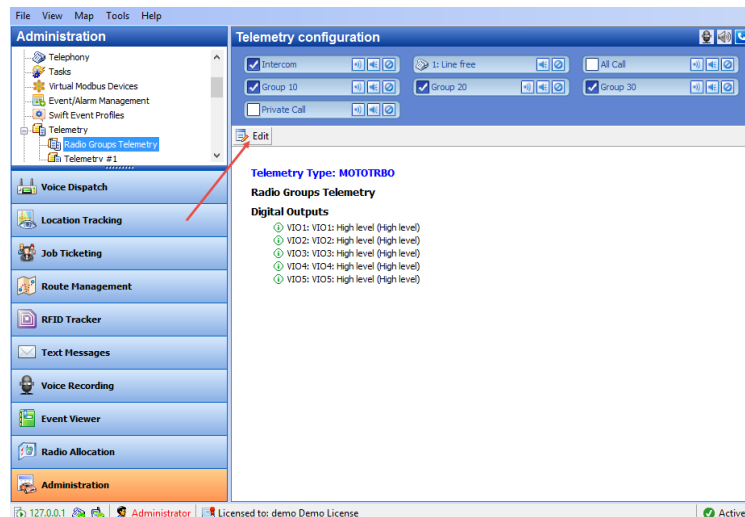 File View Map Tools Help
Administration
Telemetry configuration
Telephony
Tasks
Virtual Modbus Devices
Event/Alarm Management
Swift Event Profiles
Telemetry
Radio Groups Telemetry
Telemetry #1
Intercom
1: Line free
All Call
Group 10
Group 20
Group 30
Private Call
Edit
Voice Dispatch
Location Tracking
Job Ticketing
Route Management
RFID Tracker
Text Messages
Voice Recording
Event Viewer
Radio Allocation
Administration
Telemetry Type: MOTOTRBO
Radio Groups Telemetry
Digital Outputs
VIO1: VIO1: High level (High level)
VIO2: VIO2: High level (High level)
VIO3: VIO3: High level (High level)
VIO4: VIO4: High level (High level)
VIO5: VIO5: High level (High level)
127.0.0.1 Administrator Licensed to: demo Demo License Active